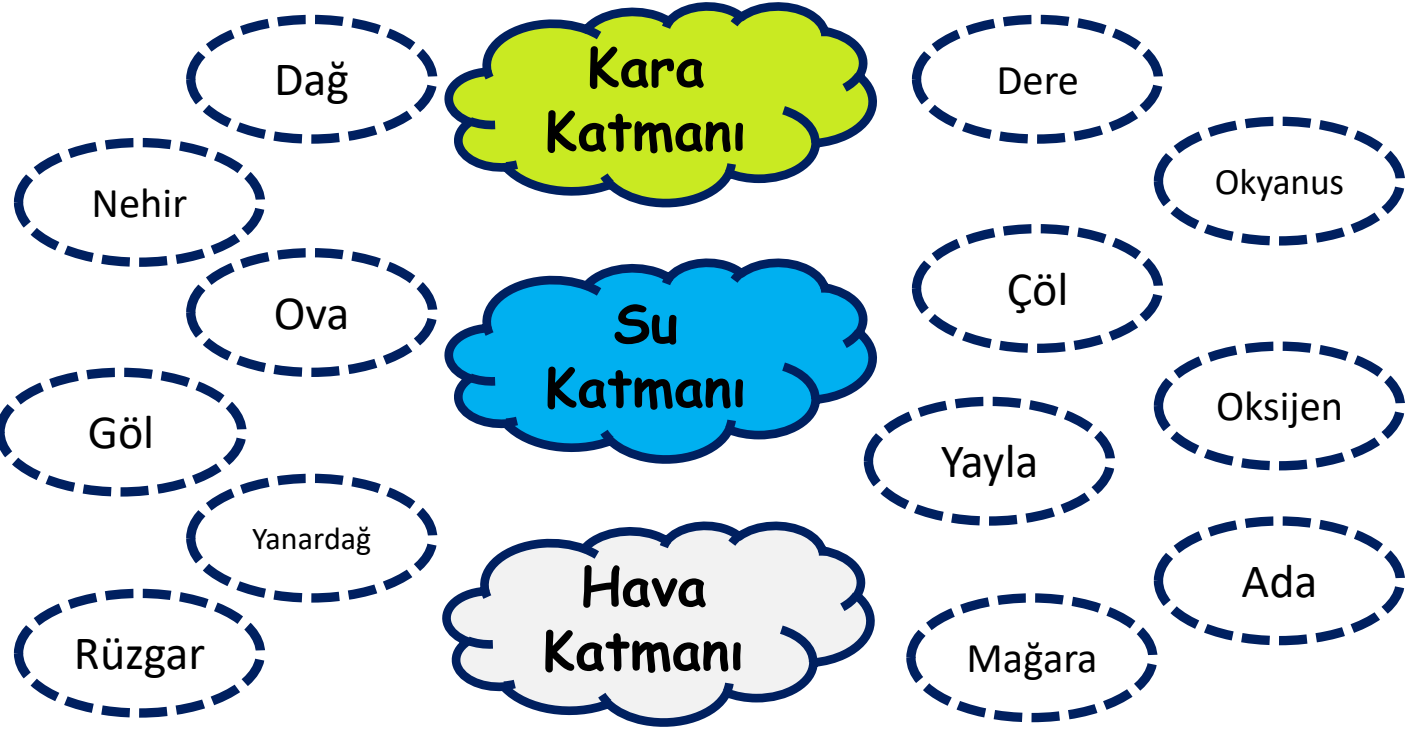 Dağ
Kara
Katmanı
Dere
Nehir
Okyanus
Ova
Su
Katmanı
Çöl
Göl
Oksijen
Yayla
Yanardağ
Hava
Katmanı
Ada
Rüzgar
Mağara